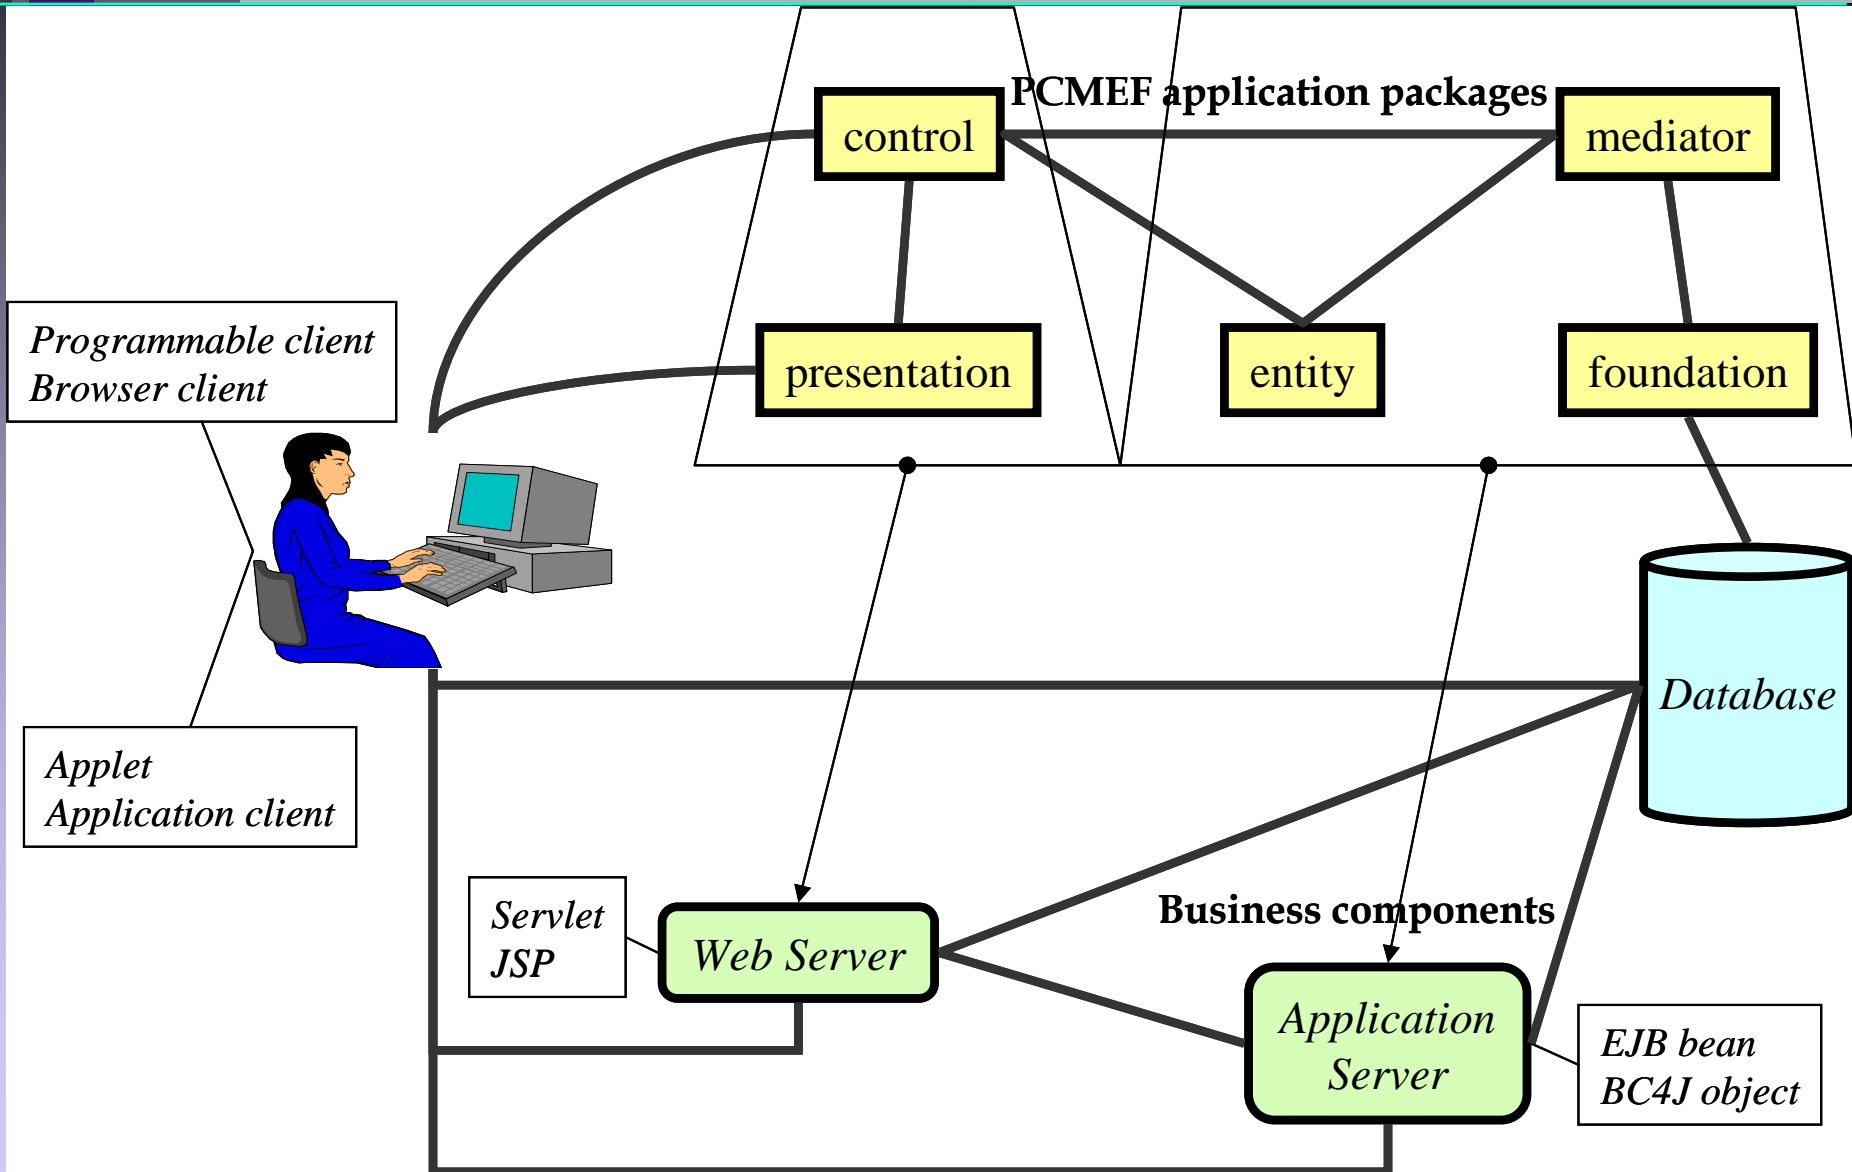 PCMEF application packages
control
mediator
Programmable client
Browser client
presentation
entity
foundation
Database
Applet
Application client
Servlet
JSP
Web Server
Business components
Application
Server
EJB bean
BC4J object